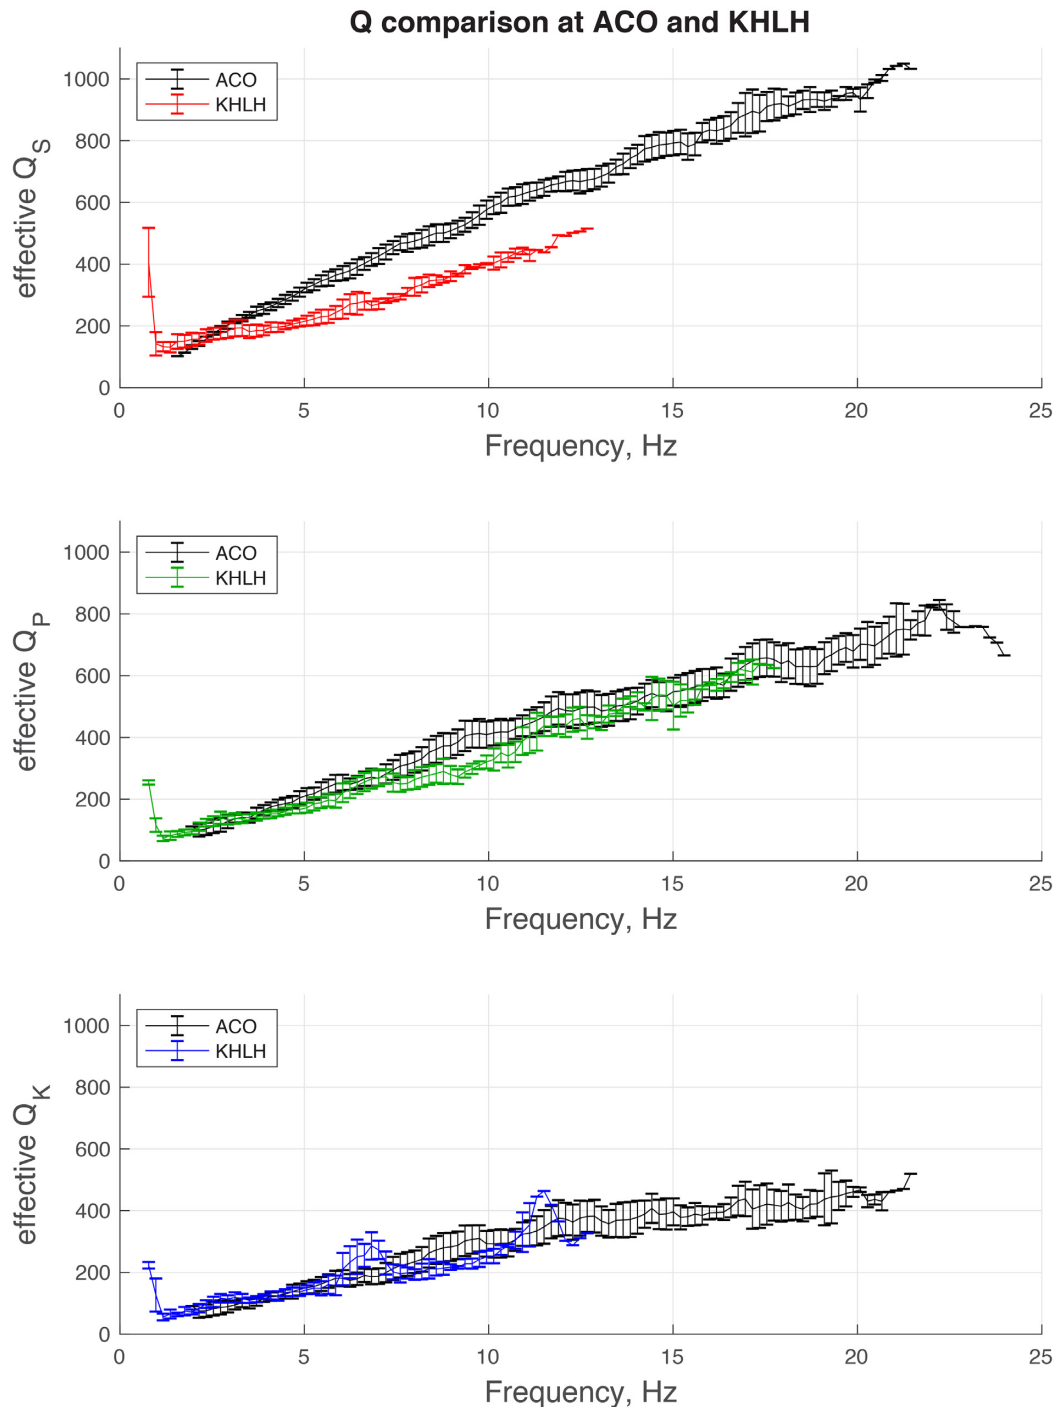 Q comparison at ACO and KHLH
ACO
KHLH
1000
800
600
400
200
0
effective Q_S
0 5 10 15 20 25
Frequency, Hz
ACO
KHLH
1000
800
600
400
200
0
effective Q_P
0 5 10 15 20 25
Frequency, Hz
ACO
KHLH
1000
800
600
400
200
0
effective Q_K
0 5 10 15 20 25
Frequency, Hz